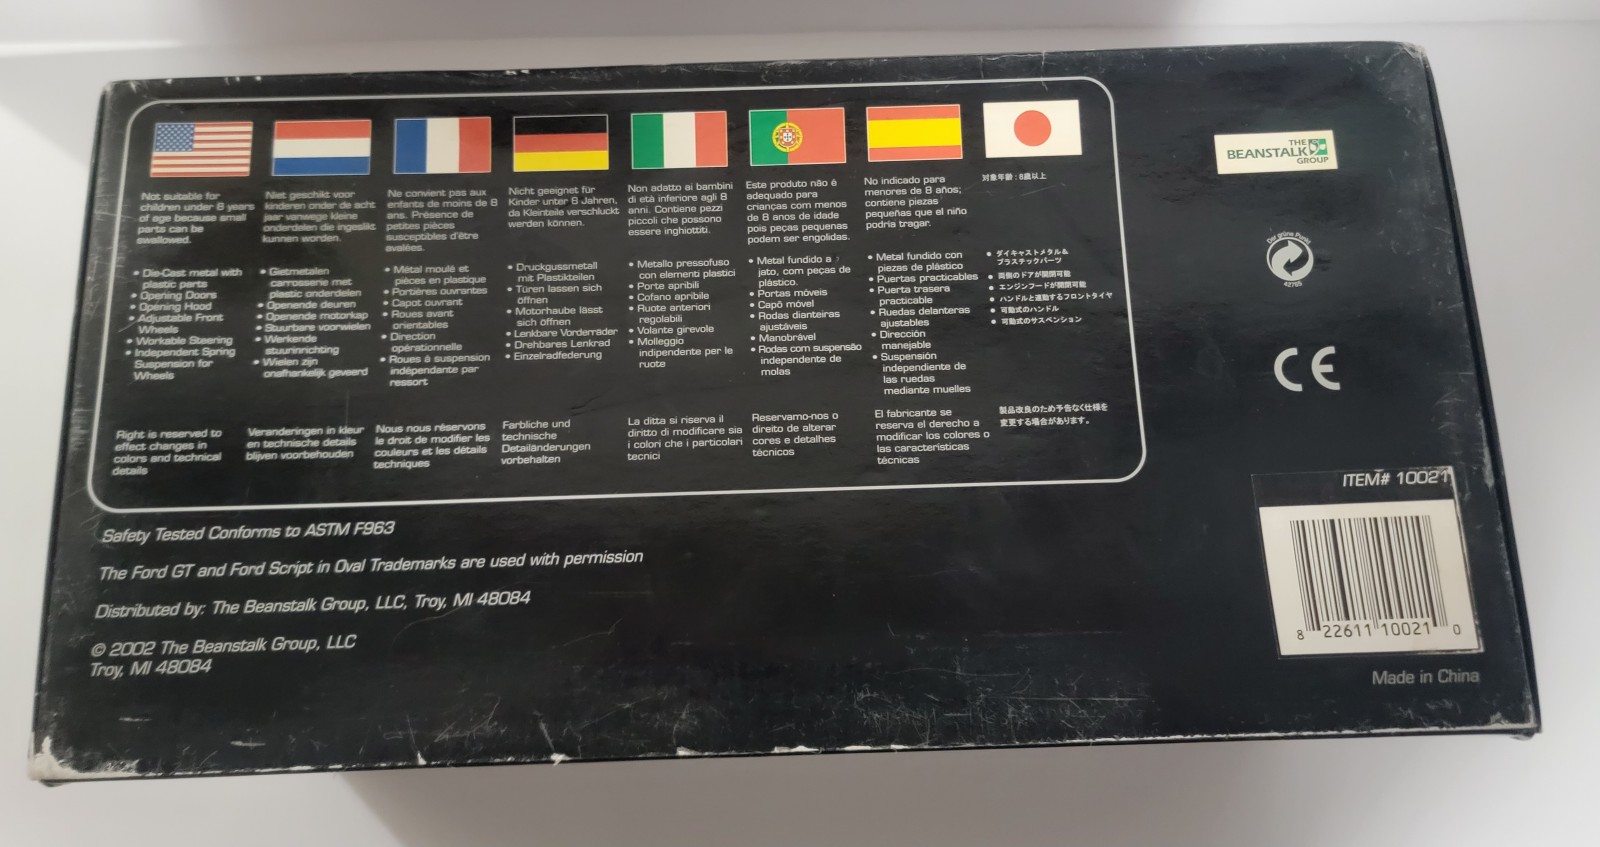 Not suitable for
children under 8 years
of age because small
parts can be
swallowed.
• Die-Cast metal with
plastic parts
• Opening Doors
• Opening Hood
• Adjustable Front
Wheels
• Workable Steering
• Independent Spring
Suspension for
Wheels
Right is reserved to
effect changes in
colors and technical
details
Niet geschikt voor
kinderen onder de acht
jaar vanwege kleine
onderdelen die ingeslikt
kunnen worden.
• Gietmetalen
carrosserie met
plastic onderdelen
• Openende deuren
• Openende motorkap
• Stuurbare voorwielen
• Werkende
stuurinrichting
• Wielen zijn
onafhankelijk geveerd
Veranderingen in kleur
en technische details
blijven voorbehouden
Ne convient pas aux
enfants de moins de 8
ans. Présence de
petites pièces
susceptibles d'être
avalées.
• Métal moulé et
pièces en plastique
• Portières ouvrantes
• Capot ouvrant
• Roues avant
orientables
• Direction
opérationnelle
• Roues à suspension
indépendante par
ressort
Nous nous réservons
le droit de modifier les
couleurs et les détails
techniques
Nicht geeignet für
Kinder unter 8 Jahren,
da Kleinteile verschluckt
werden können.
• Druckgussmetall
mit Plastikteilen
• Türen lassen sich
öffnen
• Motorhaube lässt
sich öffnen
• Lenkbare Vorderräder
• Drehbares Lenkrad
• Einzelradfederung
Farbliche und
technische
Detailänderungen
vorbehalten
Non adatto ai bambini
di età inferiore agli 8
anni. Contiene pezzi
piccoli che possono
essere inghiottiti.
• Metallo pressofuso
con elementi plastici
• Porte apribili
• Cofano apribile
• Ruote anteriori
regolabili
• Volante girevole
• Molleggio
indipendente per le
ruote
La ditta si riserva il
diritto di modificare sia
i colori che i particolari
tecnici
Este produto não é
adequado para
crianças com menos
de 8 anos de idade
pois peças pequenas
podem ser engolidas.
• Metal fundido a
jato, com peças de
plástico.
• Portas móveis
• Capô móvel
• Rodas dianteiras
ajustáveis
• Manobrável
• Rodas com suspensão
independente de
molas
Reservamo-nos o
direito de alterar
cores e detalhes
técnicos
No indicado para
menores de 8 años;
contiene piezas
pequeñas que el niño
podría tragar.
• Metal fundido con
piezas de plástico
• Puertas practicables
• Puerta trasera
practicable
• Ruedas delanteras
ajustables
• Dirección
manejable
• Suspensión
independiente de
las ruedas
mediante muelles
El fabricante se
reserva el derecho a
modificar los colores o
las características
técnicas
対象年齢：8歳以上
• ダイキャストメタル&
プラスチックパーツ
• 両側のドアが開閉可能
• エンジンフードが開閉可能
• ハンドルと連動するフロントタイヤ
• 可動式のハンドル
• 可動式のサスペンション
製品改良のため予告なく仕様を
変更する場合があります。
THE
BEANSTALK
GROUP
Der grüne Punkt
42765
CE
Safety Tested Conforms to ASTM F963
The Ford GT and Ford Script in Oval Trademarks are used with permission
Distributed by: The Beanstalk Group, LLC, Troy, MI 48084
© 2002 The Beanstalk Group, LLC
Troy, MI 48084
ITEM# 10021
8 22611 10021 0
Made in China